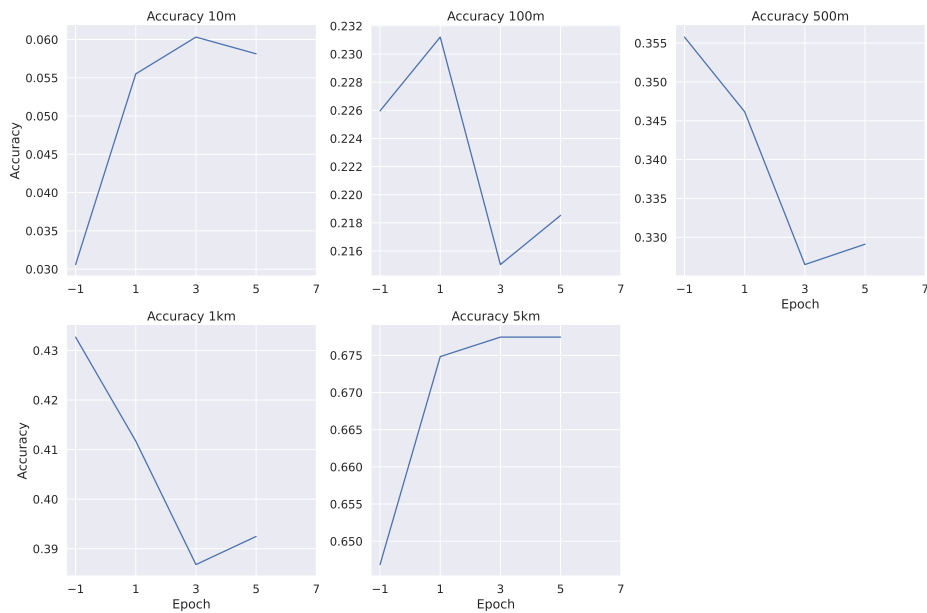 Accuracy 10m
Accuracy
0.060
0.055
0.050
0.045
0.040
0.035
0.030
−1 1 3 5 7
Accuracy 100m
0.232
0.230
0.228
0.226
0.224
0.222
0.220
0.218
0.216
−1 1 3 5 7
Accuracy 500m
0.355
0.350
0.345
0.340
0.335
0.330
−1 1 3 5 7
Epoch
Accuracy 1km
Accuracy
0.43
0.42
0.41
0.40
0.39
−1 1 3 5 7
Epoch
Accuracy 5km
0.675
0.670
0.665
0.660
0.655
0.650
−1 1 3 5 7
Epoch